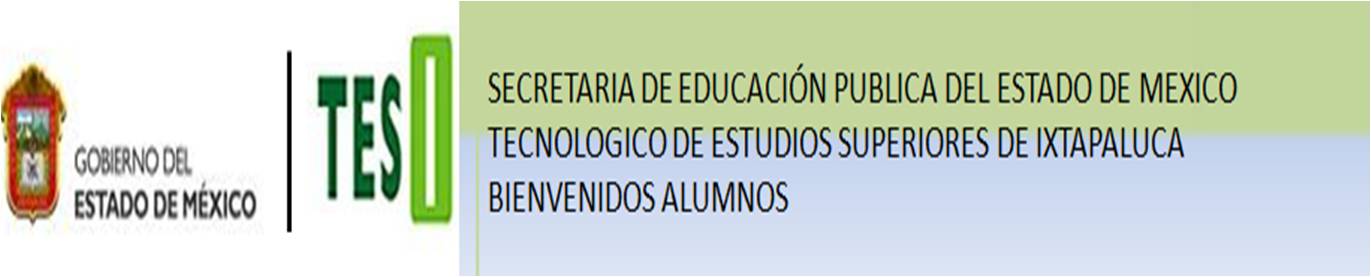 GOBIERNO DEL
ESTADO DE MÉXICO
TESI
SECRETARIA DE EDUCACIÓN PUBLICA DEL ESTADO DE MEXICO
TECNOLOGICO DE ESTUDIOS SUPERIORES DE IXTAPALUCA
BIENVENIDOS ALUMNOS